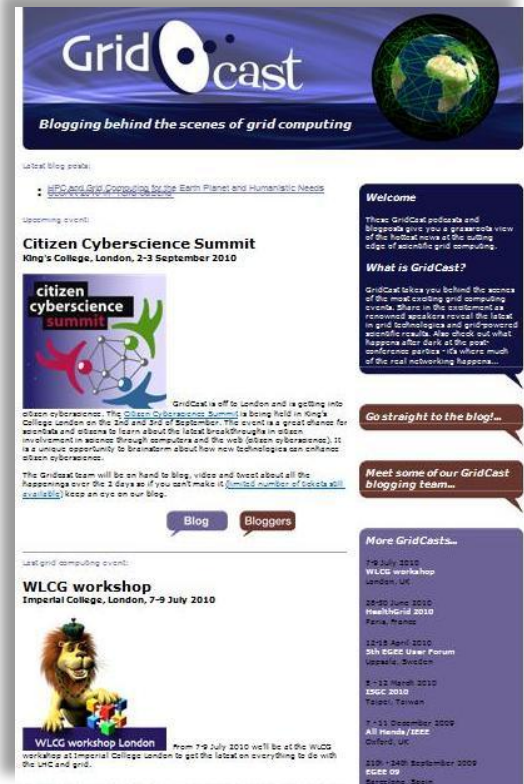 Grid cast
Blogging behind the scenes of grid computing
Latest blog posts:
HPC and Grid Computing for the Earth Planet and Humanistic Needs
Upcoming event:
Citizen Cyberscience Summit
King's College, London, 2-3 September 2010
citizen
cyberscience
summit
GridCast is off to London and is getting into
citizen cyberscience. The Citizen Cyberscience Summit is being held in King's
College London on the 2nd and 3rd of September. The event is a great chance for
scientists and citizens to learn about the latest breakthroughs in citizen
involvement in science through computers and the web (citizen cyberscience). It
is a unique opportunity to brainstorm about how new technologies can enhance
citizen cyberscience.
The Gridcast team will be on hand to blog, video and tweet about all the
happenings over the 2 days so if you can't make it (limited number of tickets still
available) keep an eye on our blog.
Blog
Bloggers
Last grid computing event:
WLCG workshop
Imperial College, London, 7-9 July 2010
WLCG workshop London
From 7-9 July 2010 we'll be at the WLCG
workshop at Imperial College London to get the latest on everything to do with
the LHC and grid.
Welcome
These GridCast podcasts and
blogposts give you a grassroots view
of the hottest news at the cutting
edge of scientific grid computing.
What is GridCast?
GridCast takes you behind the scenes
of the most exciting grid computing
events. Share in the excitement as
renowned speakers reveal the latest
in grid technologies and grid-powered
scientific results. Also check out what
happens after dark at the post-
conference parties - it's where much
of the real networking happens...
Go straight to the blog!...
Meet some of our GridCast
blogging team...
More GridCasts...
7-9 July 2010
WLCG workshop
London, UK
28-30 June 2010
HealthGrid 2010
Paris, France
12-15 April 2010
5th EGEE User Forum
Uppsala, Sweden
March 2010
ISGC 2010
Taipei, Taiwan
7 - 11 December 2009
All Hands/IEEE
Oxford, UK
21th - 24th September 2009
EGEE 09
Barcelona, Spain